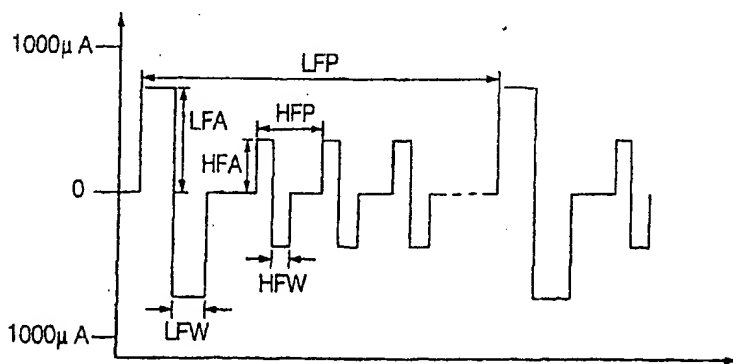 1000μ A
LFP
LFA
HFP
HFA
0
HFW
LFW
1000μ A